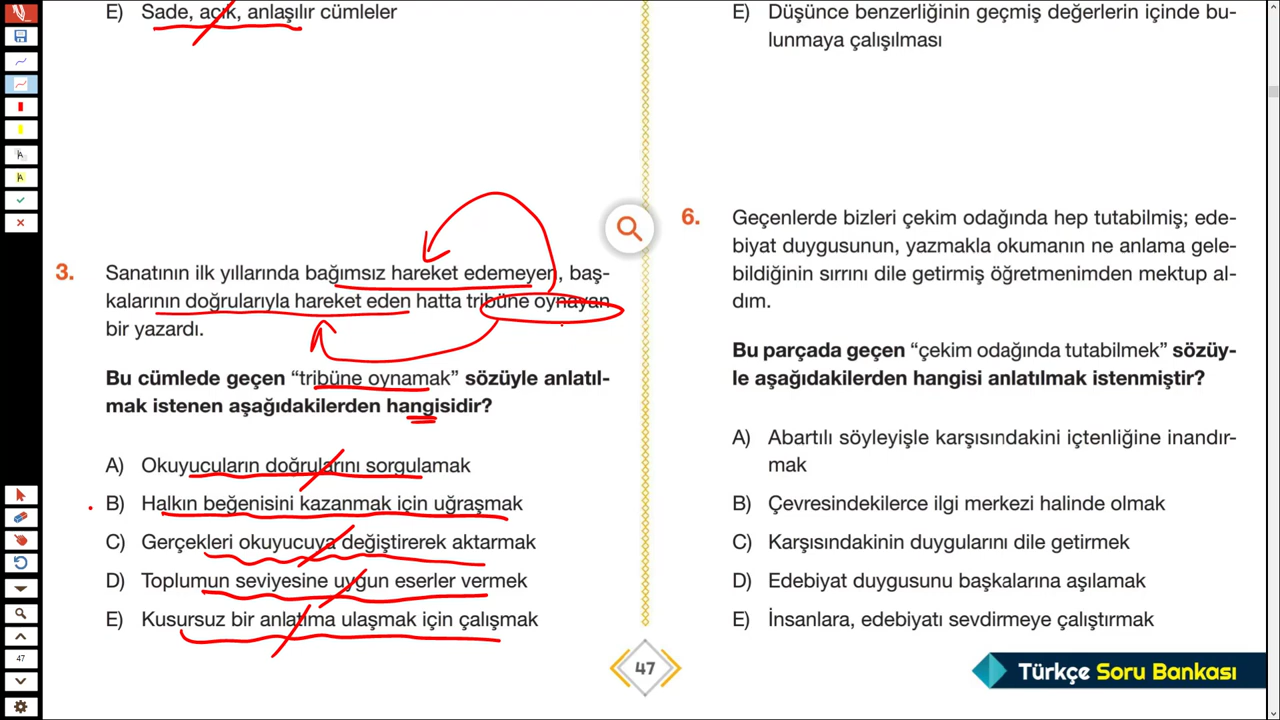 E) Sade, açık, anlaşılır cümleler
3. Sanatının ilk yıllarında bağımsız hareket edemeyen, baş-
kalarının doğrularıyla hareket eden hatta tribüne oynayan
bir yazardı.
Bu cümlede geçen “tribüne oynamak” sözüyle anlatıl-
mak istenen aşağıdakilerden hangisidir?
A) Okuyucuların doğrularını sorgulamak
B) Halkın beğenisini kazanmak için uğraşmak
C) Gerçekleri okuyucuya değiştirerek aktarmak
D) Toplumun seviyesine uygun eserler vermek
E) Kusursuz bir anlatıma ulaşmak için çalışmak
E) Düşünce benzerliğinin geçmiş değerlerin içinde bu-
lunmaya çalışılması
6. Geçenlerde bizleri çekim odağında hep tutabilmiş; ede-
biyat duygusunun, yazmakla okumanın ne anlama gele-
bildiğinin sırrını dile getirmiş öğretmenimden mektup al-
dım.
Bu parçada geçen “çekim odağında tutabilmek” sözüy-
le aşağıdakilerden hangisi anlatılmak istenmiştir?
A) Abartılı söyleyişle karşısındakini içtenliğine inandır-
mak
B) Çevresindekilerce ilgi merkezi halinde olmak
C) Karşısındakinin duygularını dile getirmek
D) Edebiyat duygusunu başkalarına aşılamak
E) İnsanlara, edebiyatı sevdirmeye çalıştırmak
47
Türkçe Soru Bankası
A
A
47